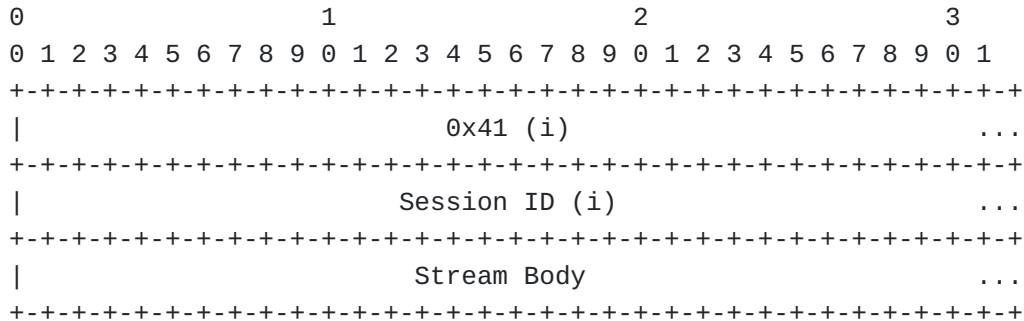 0                   1                   2                   3
0 1 2 3 4 5 6 7 8 9 0 1 2 3 4 5 6 7 8 9 0 1 2 3 4 5 6 7 8 9 0 1
+-+-+-+-+-+-+-+-+-+-+-+-+-+-+-+-+-+-+-+-+-+-+-+-+-+-+-+-+-+-+-+-+
|                           0x41 (i)                          ...
+-+-+-+-+-+-+-+-+-+-+-+-+-+-+-+-+-+-+-+-+-+-+-+-+-+-+-+-+-+-+-+-+
|                        Session ID (i)                       ...
+-+-+-+-+-+-+-+-+-+-+-+-+-+-+-+-+-+-+-+-+-+-+-+-+-+-+-+-+-+-+-+-+
|                         Stream Body                         ...
+-+-+-+-+-+-+-+-+-+-+-+-+-+-+-+-+-+-+-+-+-+-+-+-+-+-+-+-+-+-+-+-+